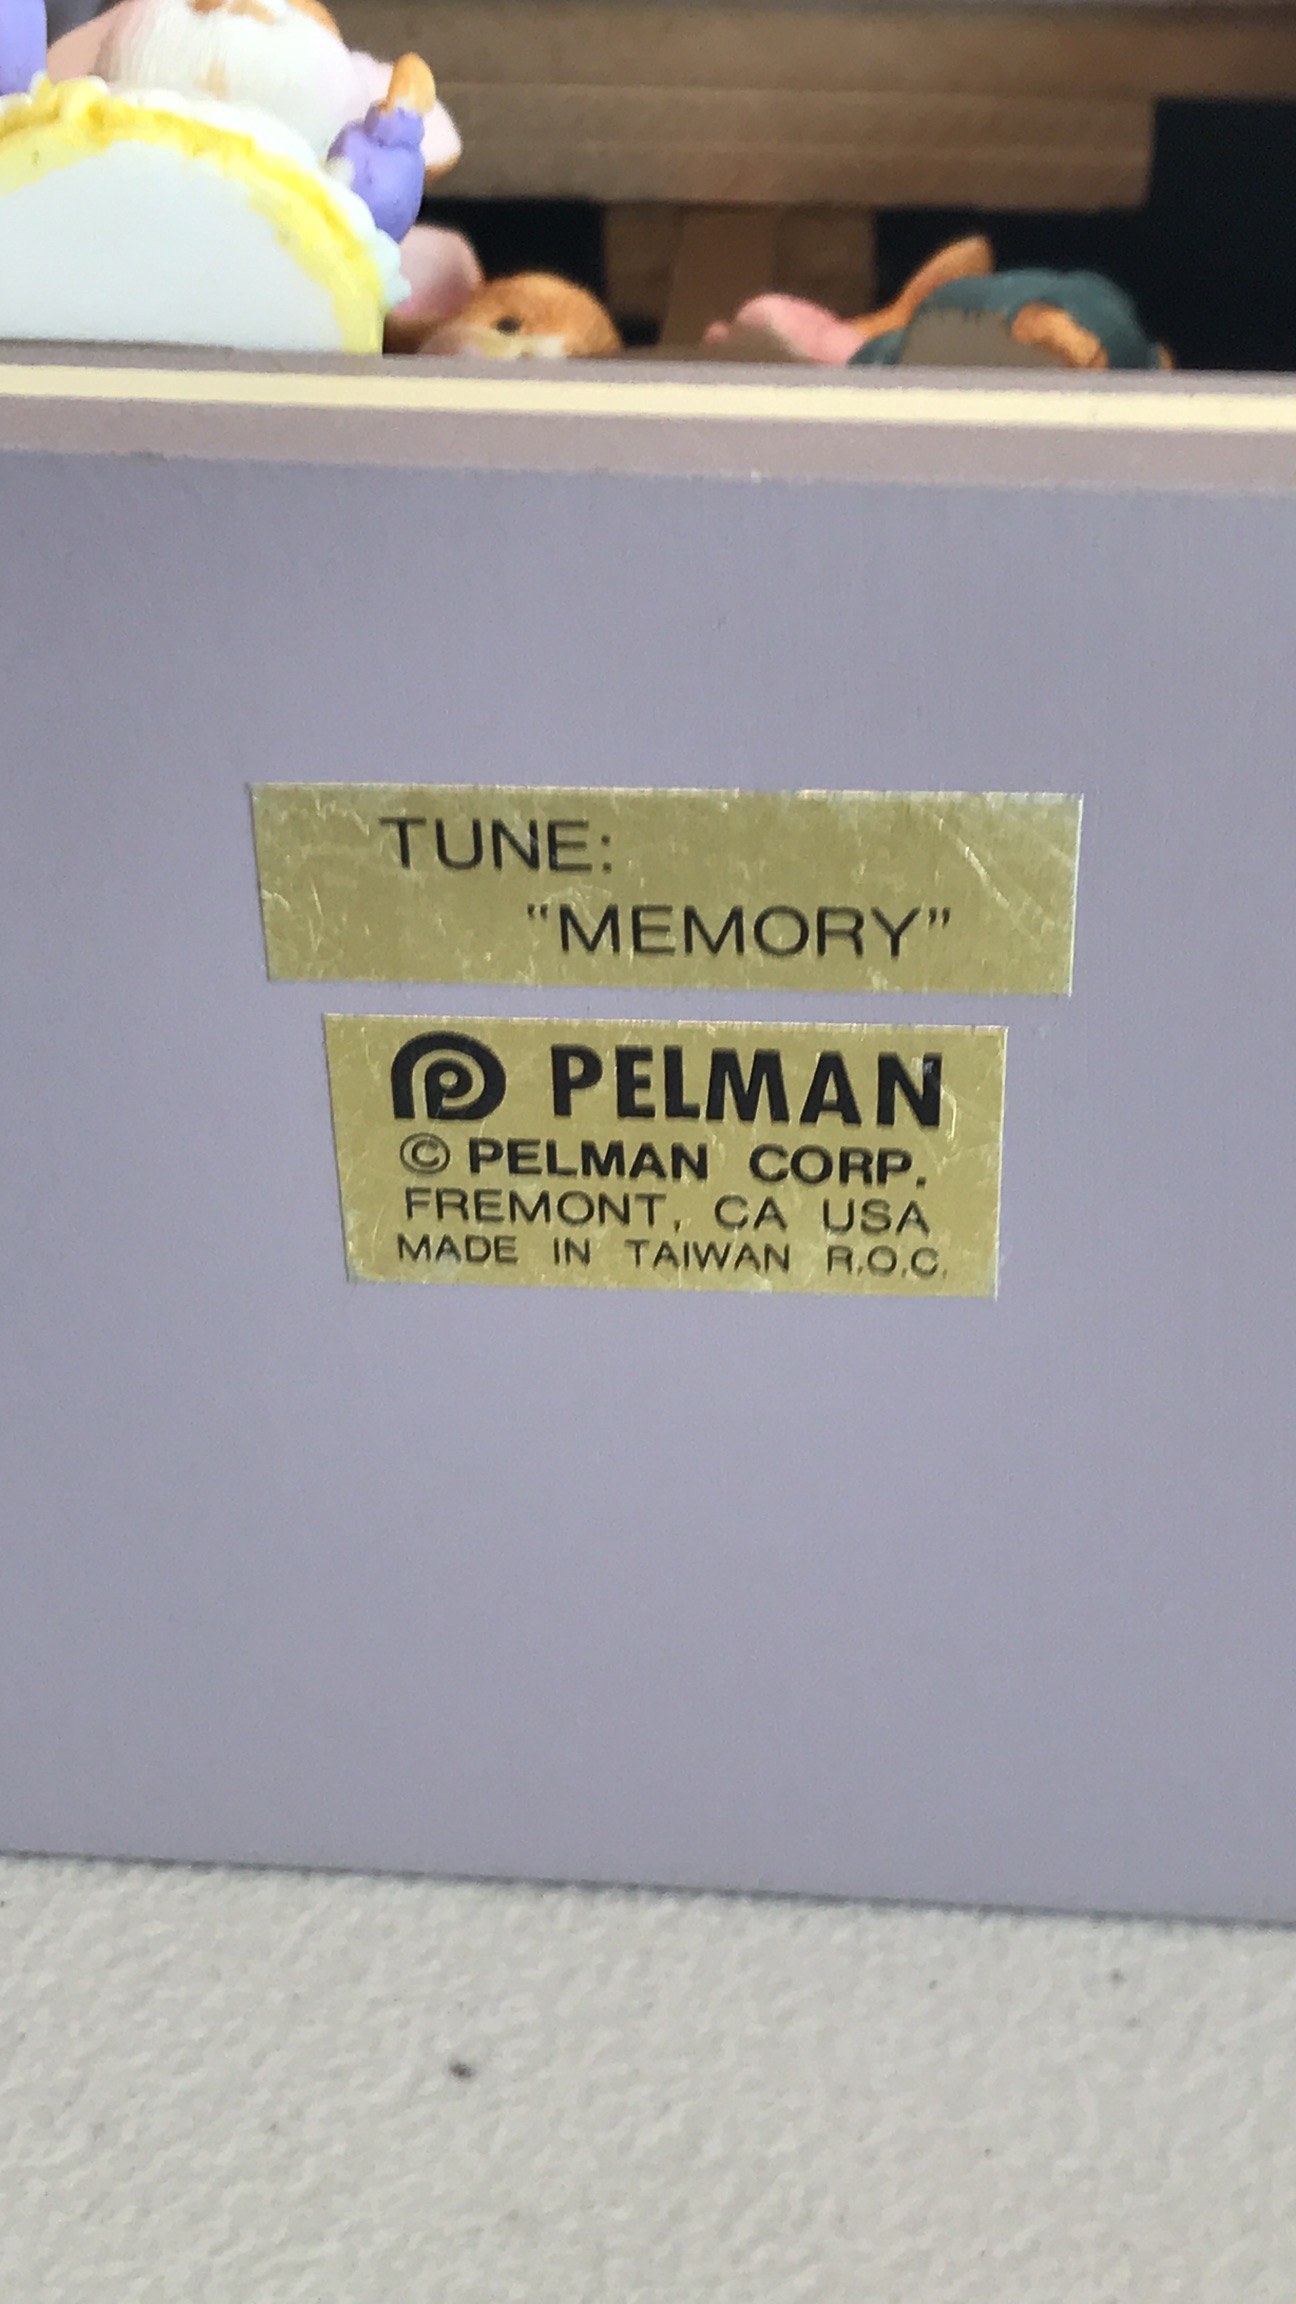 TUNE:
"MEMORY"
PELMAN
© PELMAN CORP.
FREMONT, CA USA
MADE IN TAIWAN R.O.C.